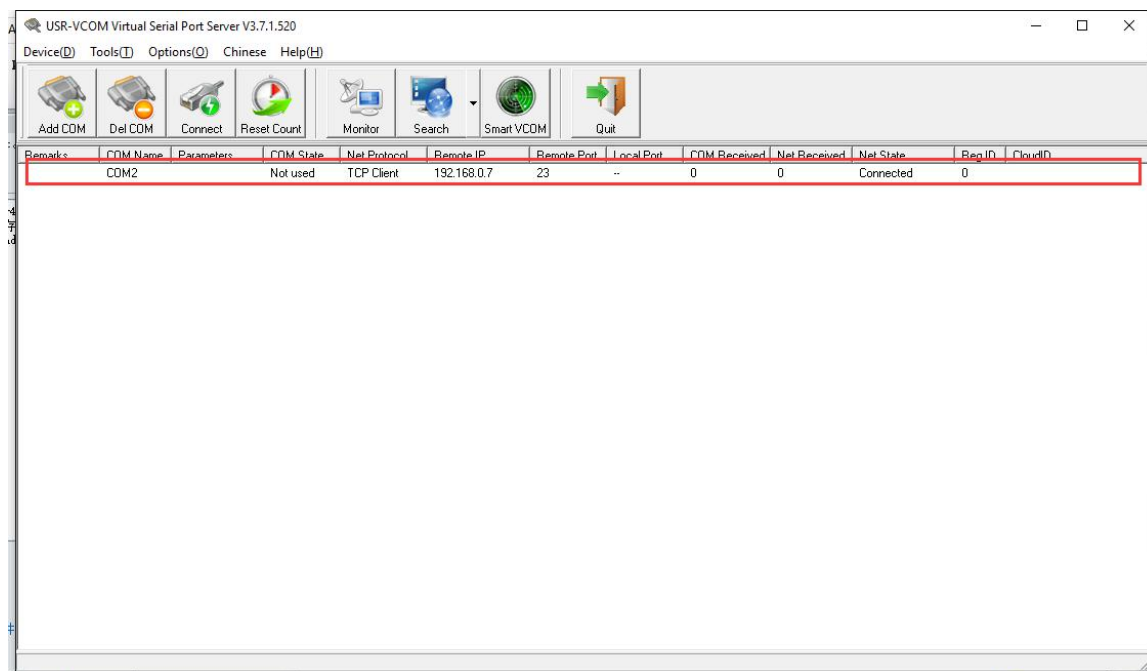 USR-VCOM Virtual Serial Port Server V3.7.1.520
Device(D) Tools(T) Options(O) Chinese Help(H)
Add COM Del COM Connect Reset Count Monitor Search Smart VCOM Quit
Remarks COM Name Parameters COM State Net Protocol Remote IP Remote Port Local Port COM Received Net Received Net State Reg ID CloudID
COM2 Not used TCP Client 192.168.0.7 23 -- 0 0 Connected 0